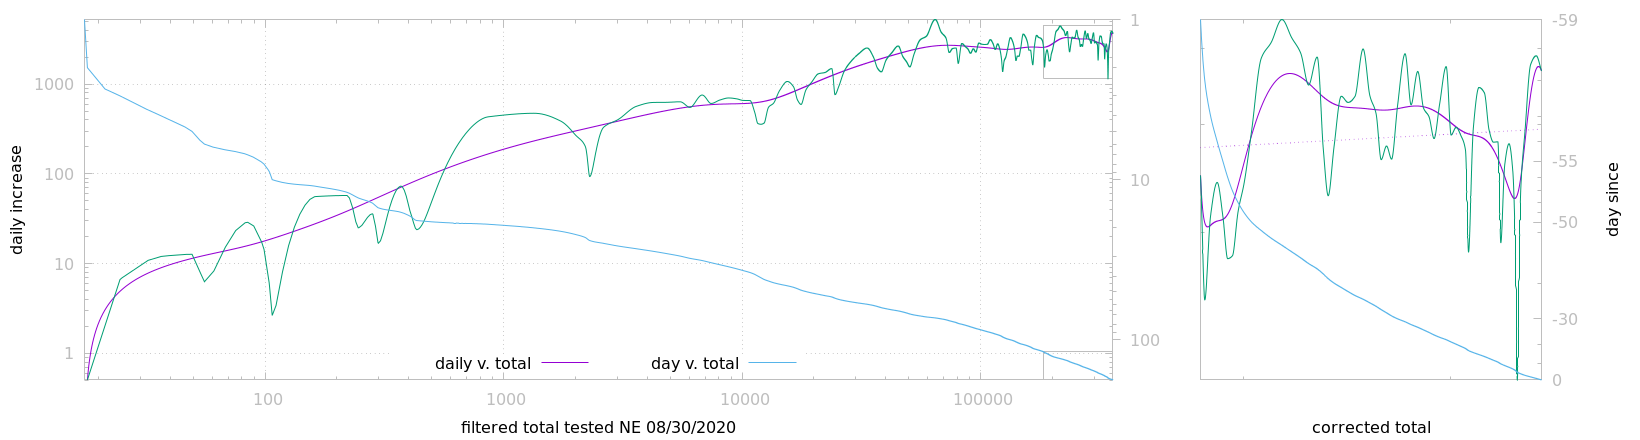 daily increase
1000
100
10
1
daily v. total
day v. total
100
1000
10000
100000
filtered total tested NE 08/30/2020
1
10
100
-59
-55
-50
-30
0
day since
corrected total